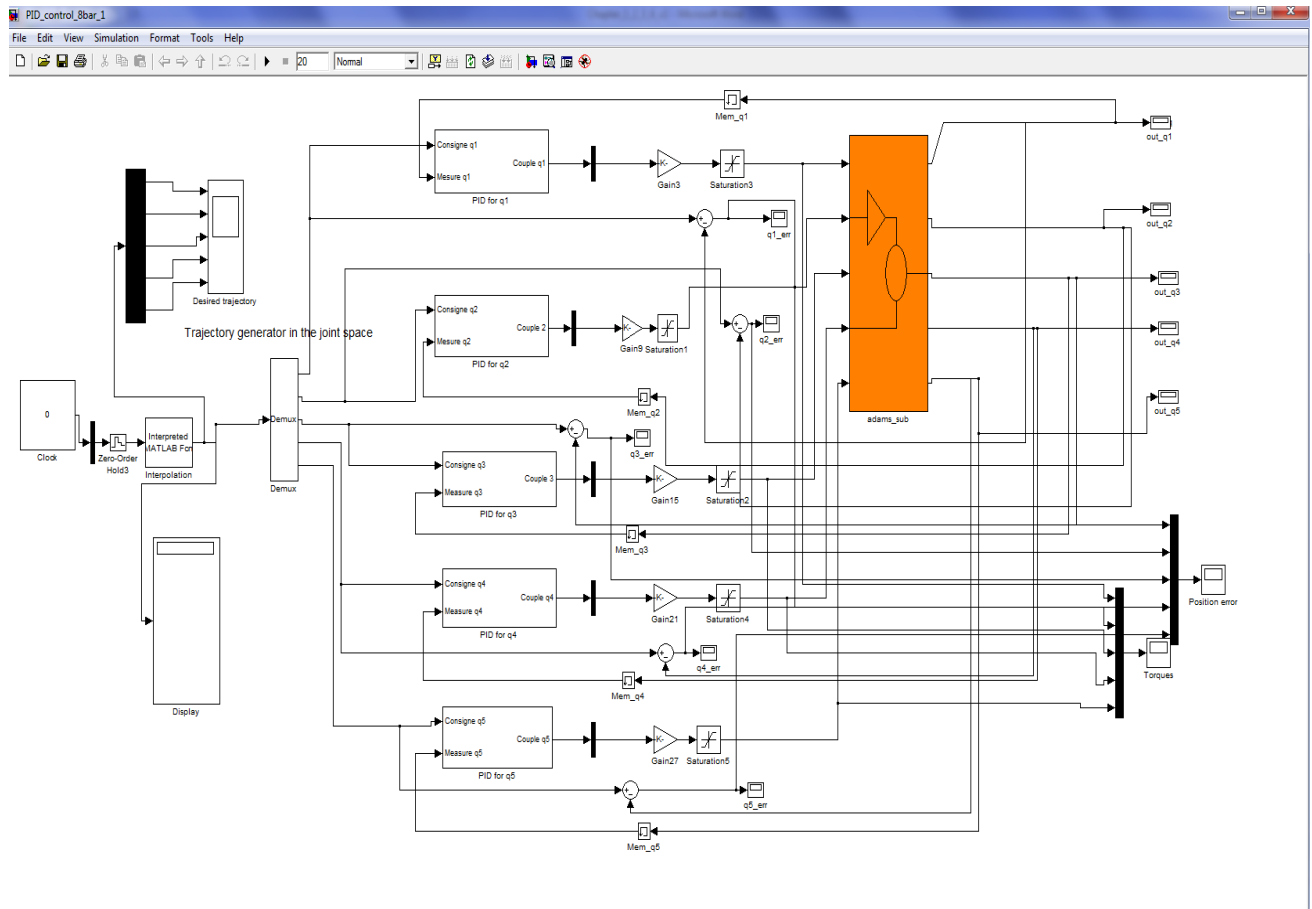 PID_control_8bar_1
File Edit View Simulation Format Tools Help
20 Normal
Mem_q1
out_q1
Consigne q1
Couple q1
Mesure q1
PID for q1
K-
Gain3
Saturation3
q1_err
out_q2
Desired trajectory
out_q3
Trajectory generator in the joint space
Consigne q2
Couple 2
Mesure q2
PID for q2
K-
Gain9
Saturation1
q2_err
out_q4
Mem_q2
adams_sub
out_q5
0
Clock
Zero-Order
Hold3
Interpreted
MATLAB Fcn
Interpolation
Demux
Demux
q3_err
Consigne q3
Couple 3
Measure q3
PID for q3
K-
Gain15
Saturation2
Mem_q3
Position error
Consigne q4
Couple q4
Measure q4
PID for q4
K-
Gain21
Saturation4
q4_err
Torques
Mem_q4
Display
Consigne q5
Couple q5
Measure q5
PID for q5
K-
Gain27
Saturation5
q5_err
Mem_q5